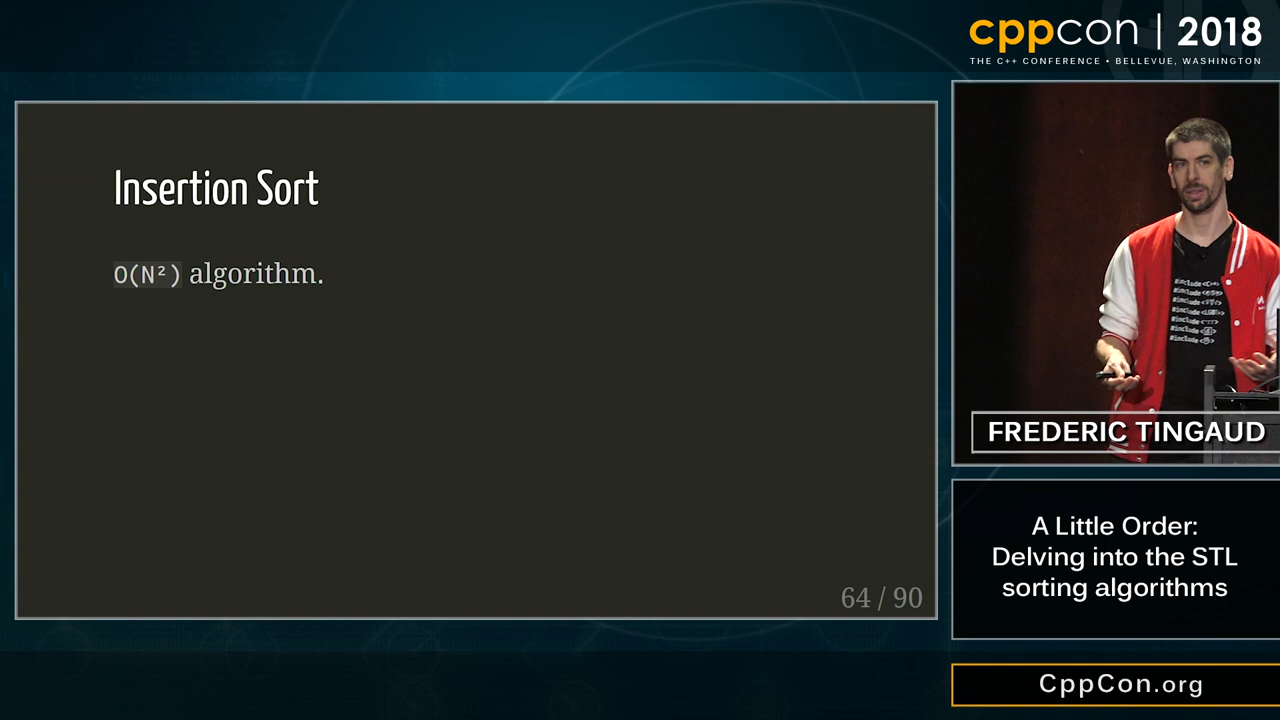 cppcon | 2018
THE C++ CONFERENCE • BELLEVUE, WASHINGTON
Insertion Sort
O(N²) algorithm.
64 / 90
#include <C++>
FREDERIC TINGAUD
A Little Order:
Delving into the STL
sorting algorithms
CppCon.org